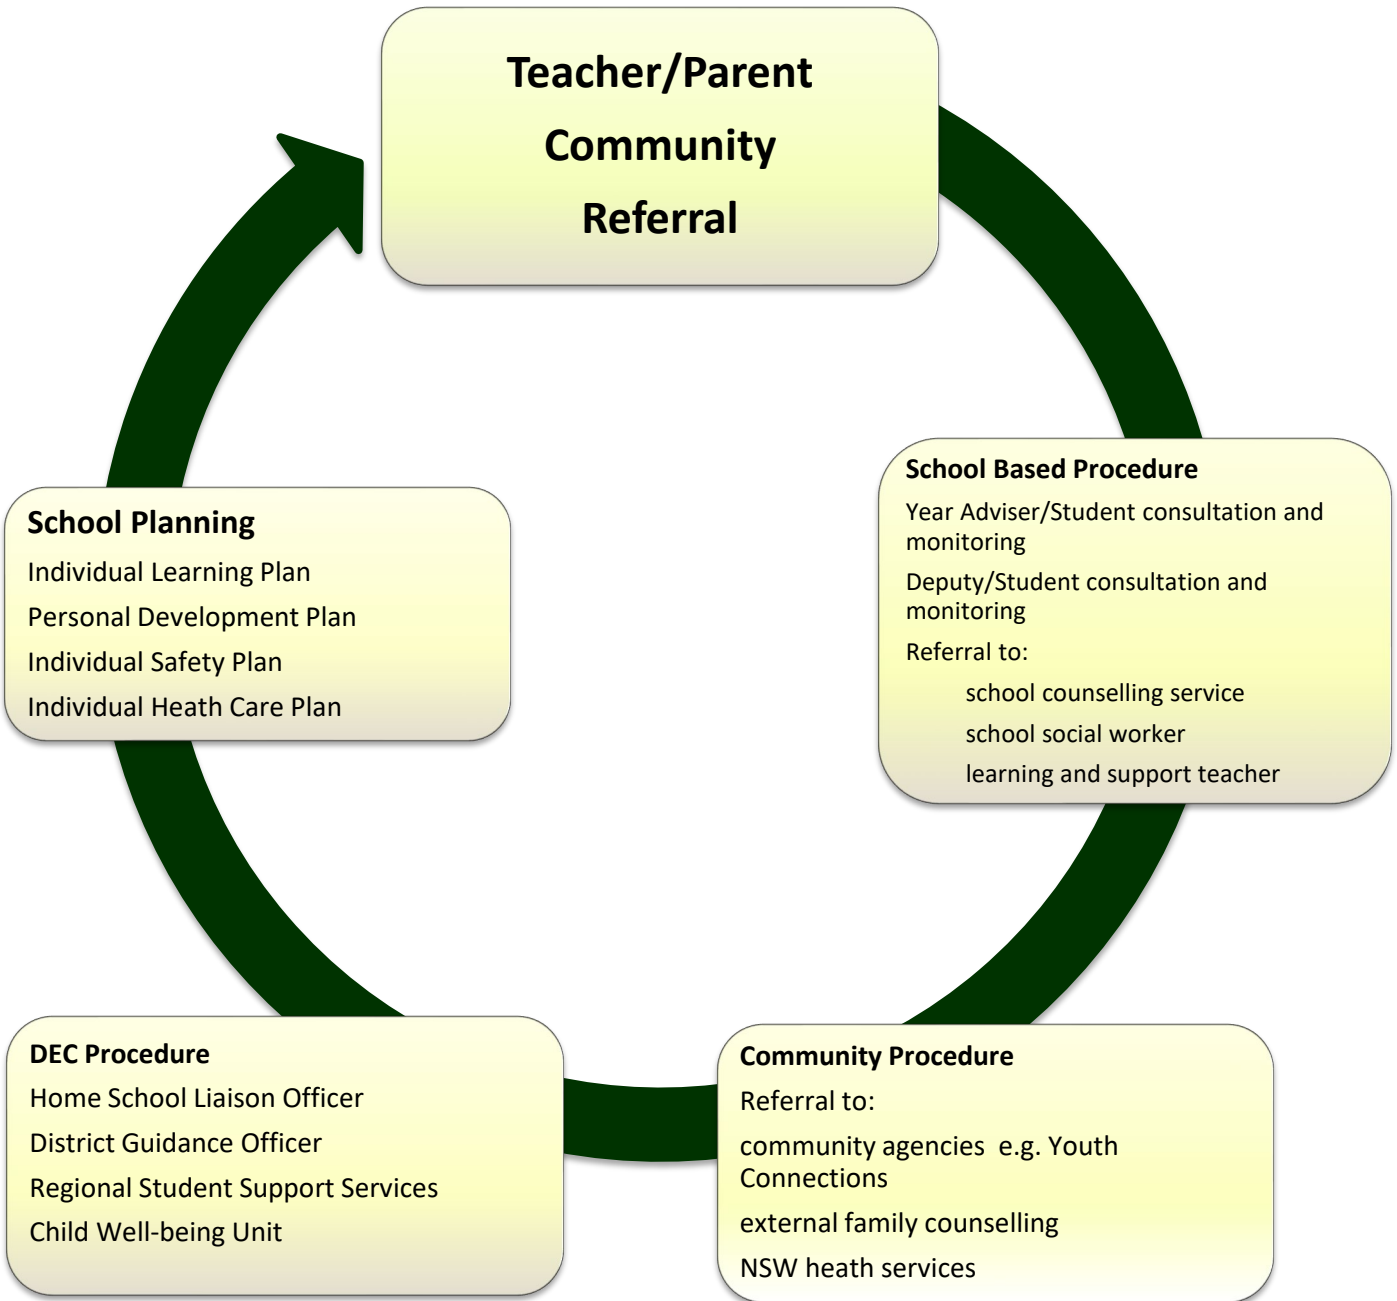 Teacher/Parent
Community
Referral
School Based Procedure
Year Adviser/Student consultation and
monitoring
Deputy/Student consultation and
monitoring
Referral to:
school counselling service
school social worker
learning and support teacher
Community Procedure
Referral to:
community agencies  e.g. Youth
Connections
external family counselling
NSW heath services
DEC Procedure
Home School Liaison Officer
District Guidance Officer
Regional Student Support Services
Child Well-being Unit
School Planning
Individual Learning Plan
Personal Development Plan
Individual Safety Plan
Individual Heath Care Plan